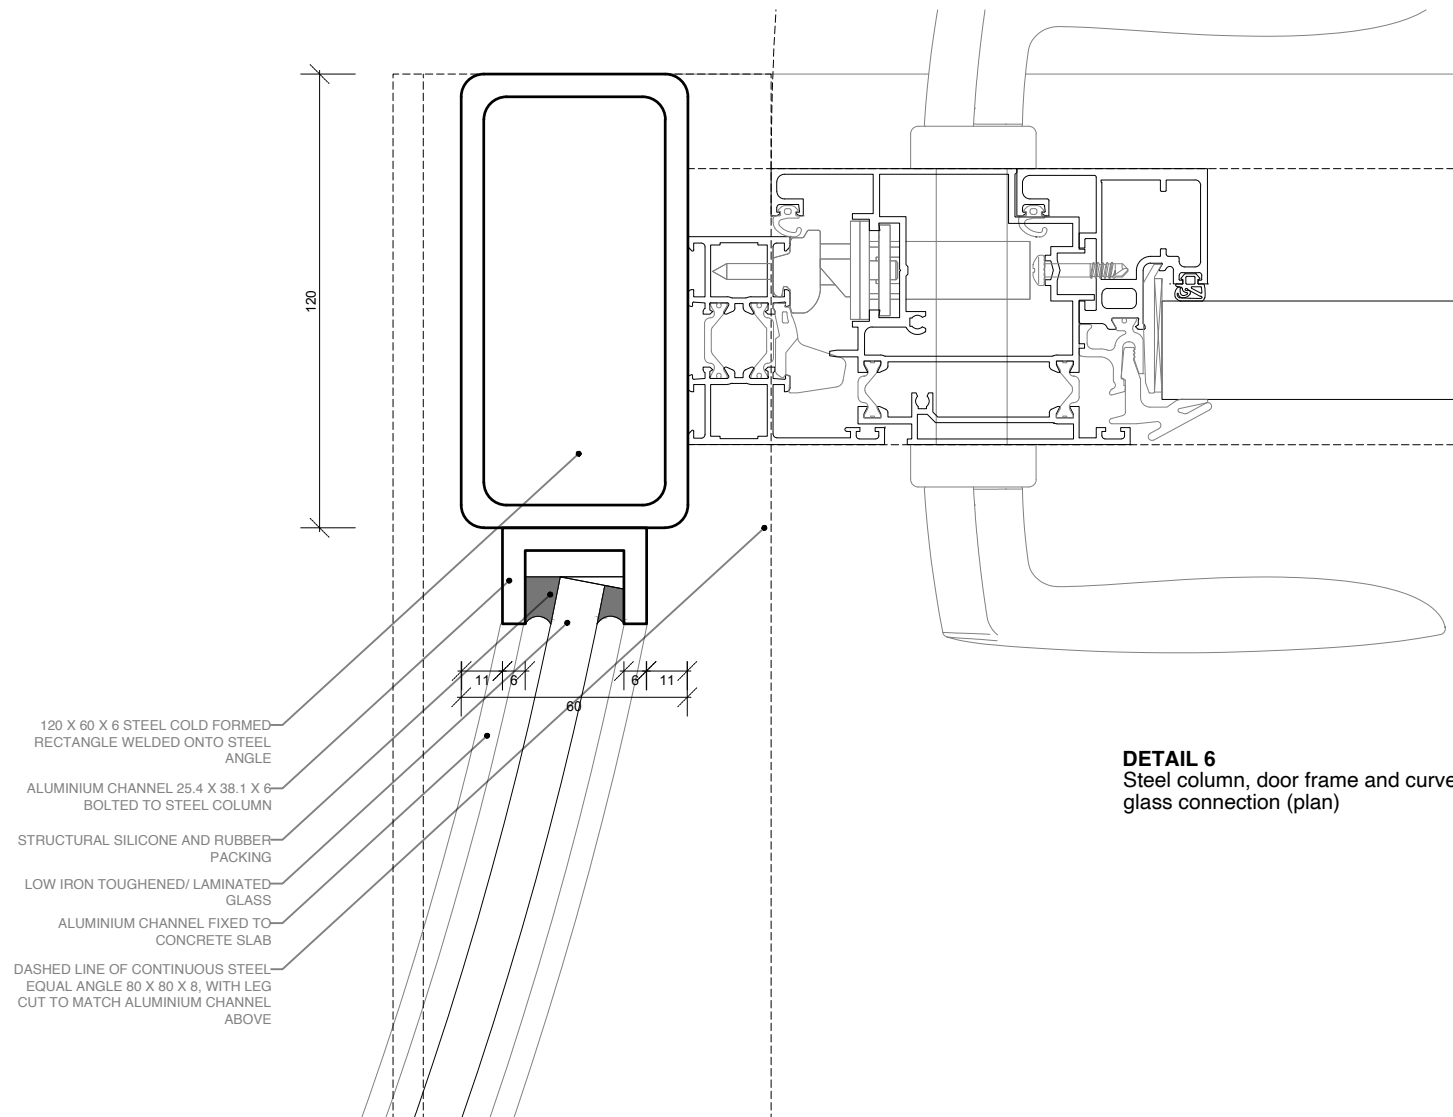 120
11
6
6
11
60
120 X 60 X 6 STEEL COLD FORMED
RECTANGLE WELDED ONTO STEEL
ANGLE
ALUMINIUM CHANNEL 25.4 X 38.1 X 6
BOLTED TO STEEL COLUMN
STRUCTURAL SILICONE AND RUBBER
PACKING
LOW IRON TOUGHENED/ LAMINATED
GLASS
ALUMINIUM CHANNEL FIXED TO
CONCRETE SLAB
DASHED LINE OF CONTINUOUS STEEL
EQUAL ANGLE 80 X 80 X 8, WITH LEG
CUT TO MATCH ALUMINIUM CHANNEL
ABOVE
DETAIL 6
Steel column, door frame and curve
glass connection (plan)